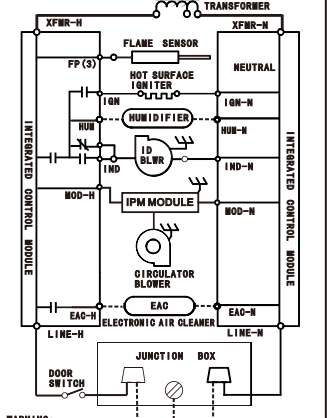 TRANSFORMER
XFMR-H
XFMR-N
FLAME SENSOR
FP (3)
NEUTRAL
HOT SURFACE
IGNITER
IGN
IGN-N
HUMIDIFIER
HUM
HUM-N
ID
BLWR
IND
IND-N
INTEGRATED CONTROL MODULE
INTEGRATED CONTROL MODULE
MOD-H
IPM MODULE
MOD-N
CIRCULATOR
BLOWER
EAC
EAC-H
EAC-N
ELECTRONIC AIR CLEANER
LINE-H
LINE-N
JUNCTION BOX
DOOR
SWITCH